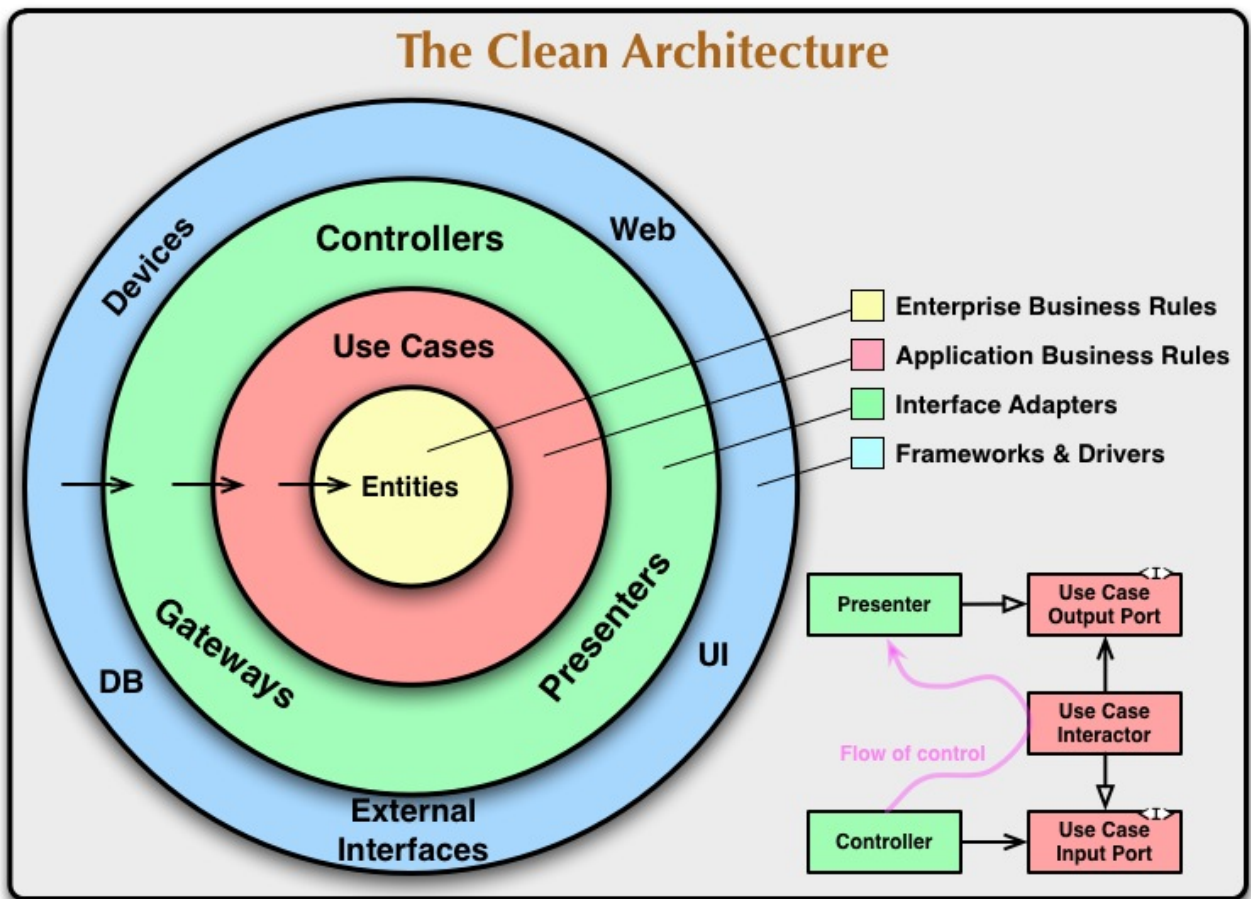 The Clean Architecture
Devices
Web
Controllers
Use Cases
Entities
Gateways
Presenters
DB
UI
External
Interfaces
Enterprise Business Rules
Application Business Rules
Interface Adapters
Frameworks & Drivers
Presenter
<I>
Use Case
Output Port
Use Case
Interactor
Flow of control
Controller
<I>
Use Case
Input Port